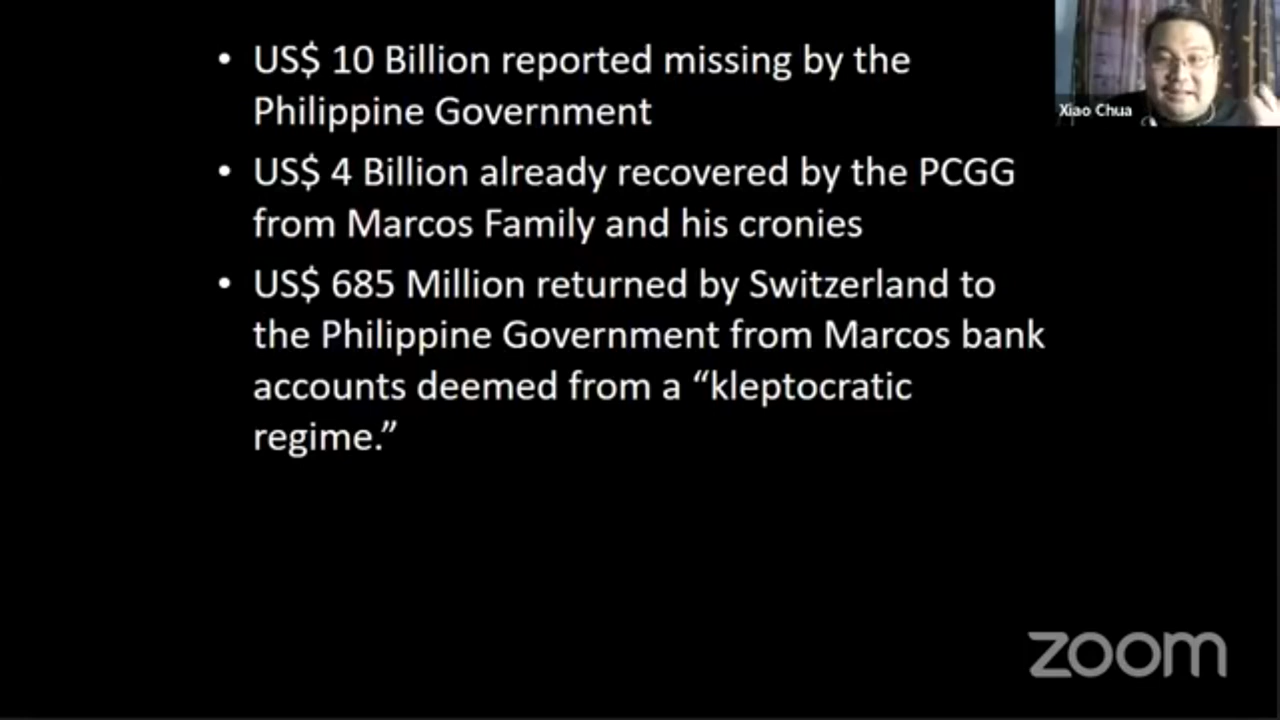 • US$ 10 Billion reported missing by the
Philippine Government
• US$ 4 Billion already recovered by the PCGG
from Marcos Family and his cronies
• US$ 685 Million returned by Switzerland to
the Philippine Government from Marcos bank
accounts deemed from a “kleptocratic
regime.”
Xiao Chua
zoom